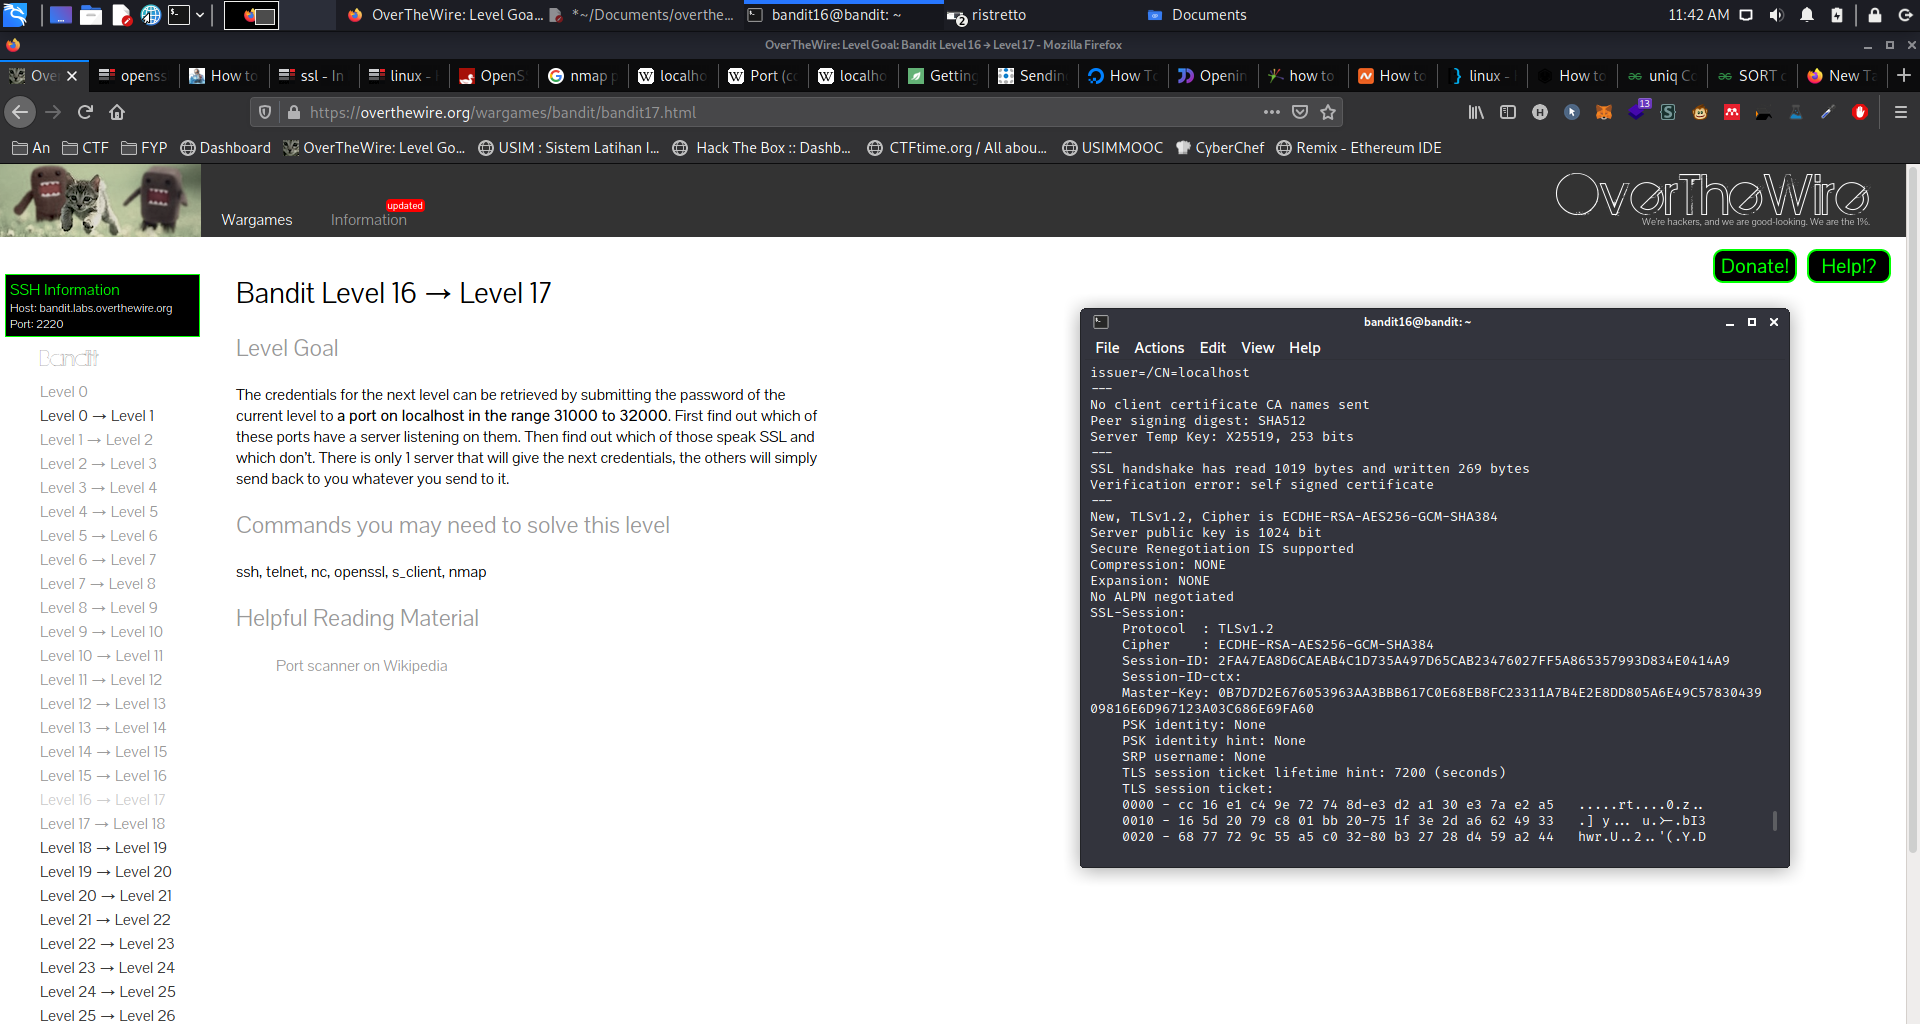 OverTheWire: Level Goa...
*~/Documents/overthe...
bandit16@bandit: ~
2
ristretto
Documents
11:42 AM
OverTheWire: Level Goal: Bandit Level 16 → Level 17 - Mozilla Firefox
Ove
openss
How to
ssl - In
linux -
OpenS
nmap p
localho
Port (co
localho
Getting
Sendin
How T
Openin
how to
How to
linux -
How to
uniq Co
SORT c
New Ta
https://overthewire.org/wargames/bandit/bandit17.html
13
An
CTF
FYP
Dashboard
OverTheWire: Level Go...
USIM : Sistem Latihan I...
Hack The Box :: Dashb...
CTFtime.org / All abou...
USIMMOOC
CyberChef
Remix - Ethereum IDE
Wargames
Information
updated
OverTheWire
We're hackers, and we are good-looking. We are the 1%.
Donate!
Help!?
SSH Information
Host: bandit.labs.overthewire.org
Port: 2220
Bandit
Level 0
Level 0 → Level 1
Level 1 → Level 2
Level 2 → Level 3
Level 3 → Level 4
Level 4 → Level 5
Level 5 → Level 6
Level 6 → Level 7
Level 7 → Level 8
Level 8 → Level 9
Level 9 → Level 10
Level 10 → Level 11
Level 11 → Level 12
Level 12 → Level 13
Level 13 → Level 14
Level 14 → Level 15
Level 15 → Level 16
Level 16 → Level 17
Level 17 → Level 18
Level 18 → Level 19
Level 19 → Level 20
Level 20 → Level 21
Level 21 → Level 22
Level 22 → Level 23
Level 23 → Level 24
Level 24 → Level 25
Level 25 → Level 26
Bandit Level 16 → Level 17
Level Goal
The credentials for the next level can be retrieved by submitting the password of the
current level to a port on localhost in the range 31000 to 32000. First find out which of
these ports have a server listening on them. Then find out which of those speak SSL and
which don't. There is only 1 server that will give the next credentials, the others will simply
send back to you whatever you send to it.
Commands you may need to solve this level
ssh, telnet, nc, openssl, s_client, nmap
Helpful Reading Material
Port scanner on Wikipedia
bandit16@bandit: ~
File Actions Edit View Help
issuer=/CN=localhost
---
No client certificate CA names sent
Peer signing digest: SHA512
Server Temp Key: X25519, 253 bits
---
SSL handshake has read 1019 bytes and written 269 bytes
Verification error: self signed certificate
---
New, TLSv1.2, Cipher is ECDHE-RSA-AES256-GCM-SHA384
Server public key is 1024 bit
Secure Renegotiation IS supported
Compression: NONE
Expansion: NONE
No ALPN negotiated
SSL-Session:
Protocol : TLSv1.2
Cipher : ECDHE-RSA-AES256-GCM-SHA384
Session-ID: 2FA47EA8D6CAEAB4C1D735A497D65CAB23476027FF5A865357993D834E0414A9
Session-ID-ctx:
Master-Key: 0B7D7D2E676053963AA3BBB617C0E68EB8FC23311A7B4E2E8DD805A6E49C57830439
09816E6D967123A03C686E69FA60
PSK identity: None
PSK identity hint: None
SRP username: None
TLS session ticket lifetime hint: 7200 (seconds)
TLS session ticket:
0000 - cc 16 e1 c4 9e 72 74 8d-e3 d2 a1 30 e3 7a e2 a5 .....rt....0.z..
0010 - 16 5d 20 79 c8 01 bb 20-75 1f 3e 2d a6 62 49 33 .] y... u.>-.bI3
0020 - 68 77 72 9c 55 a5 c0 32-80 b3 27 28 d4 59 a2 44 hwr.U..2..'(.Y.D